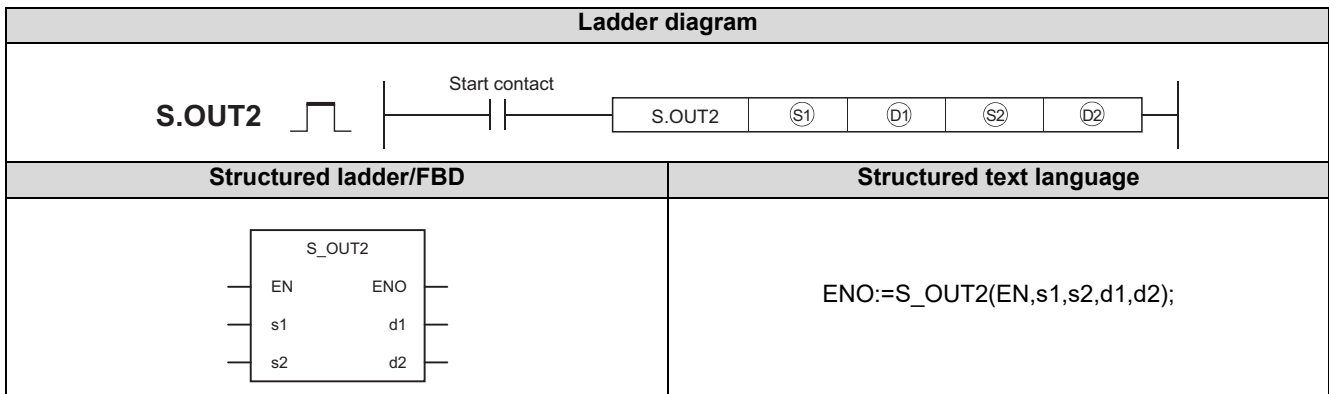 Ladder diagram
Start contact
S.OUT2
S.OUT2 S1 D1 S2 D2
Structured ladder/FBD Structured text language
S_OUT2
EN ENO
s1 d1
s2 d2
ENO:=S_OUT2(EN,s1,s2,d1,d2);